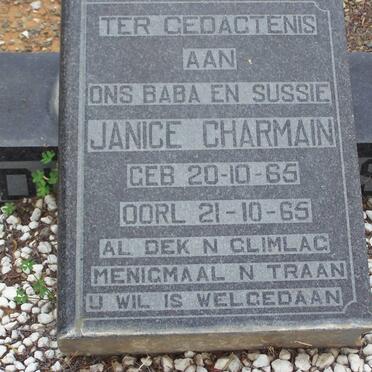 TER GEDACTENIS
AAN
ONS BABA EN SUSSIE
JANICE CHARMAIN
GEB 20-10-65
OORL 21-10-65
AL DEK N GLIMLAG
MENIGMAAL N TRAAN
U WIL IS WELGEDAAN